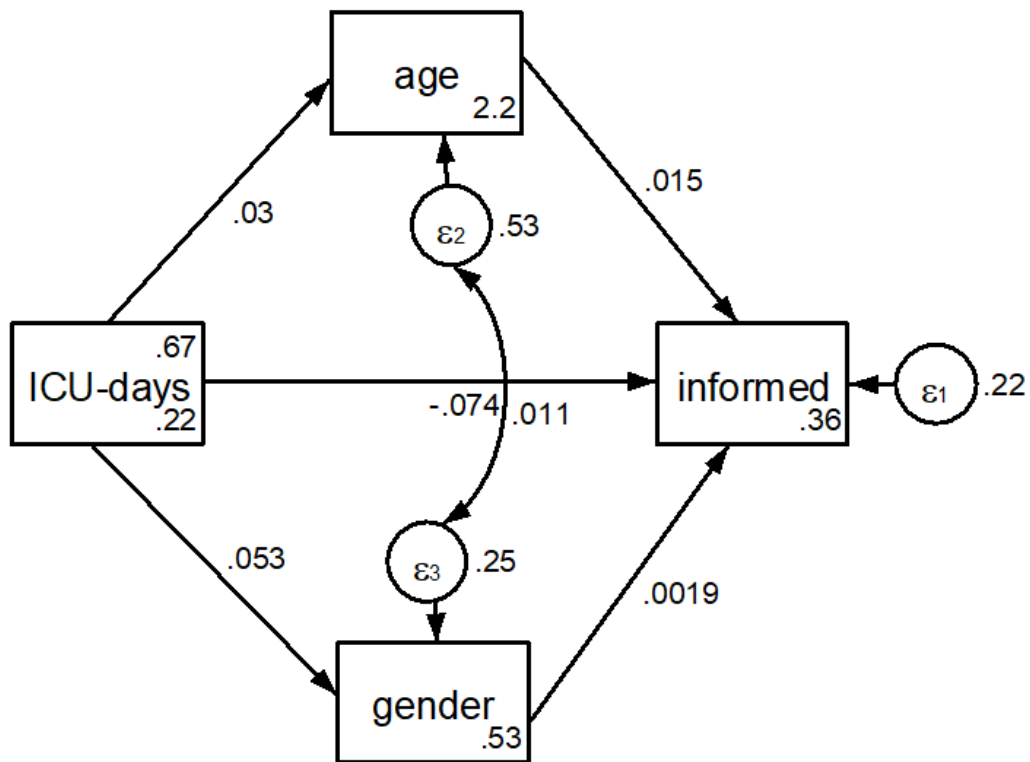 age
2.2
.015
.03
ε2
.53
.67
ICU-days
.22
-.074
.011
informed
.36
ε1
.22
.053
ε3
.25
.0019
gender
.53